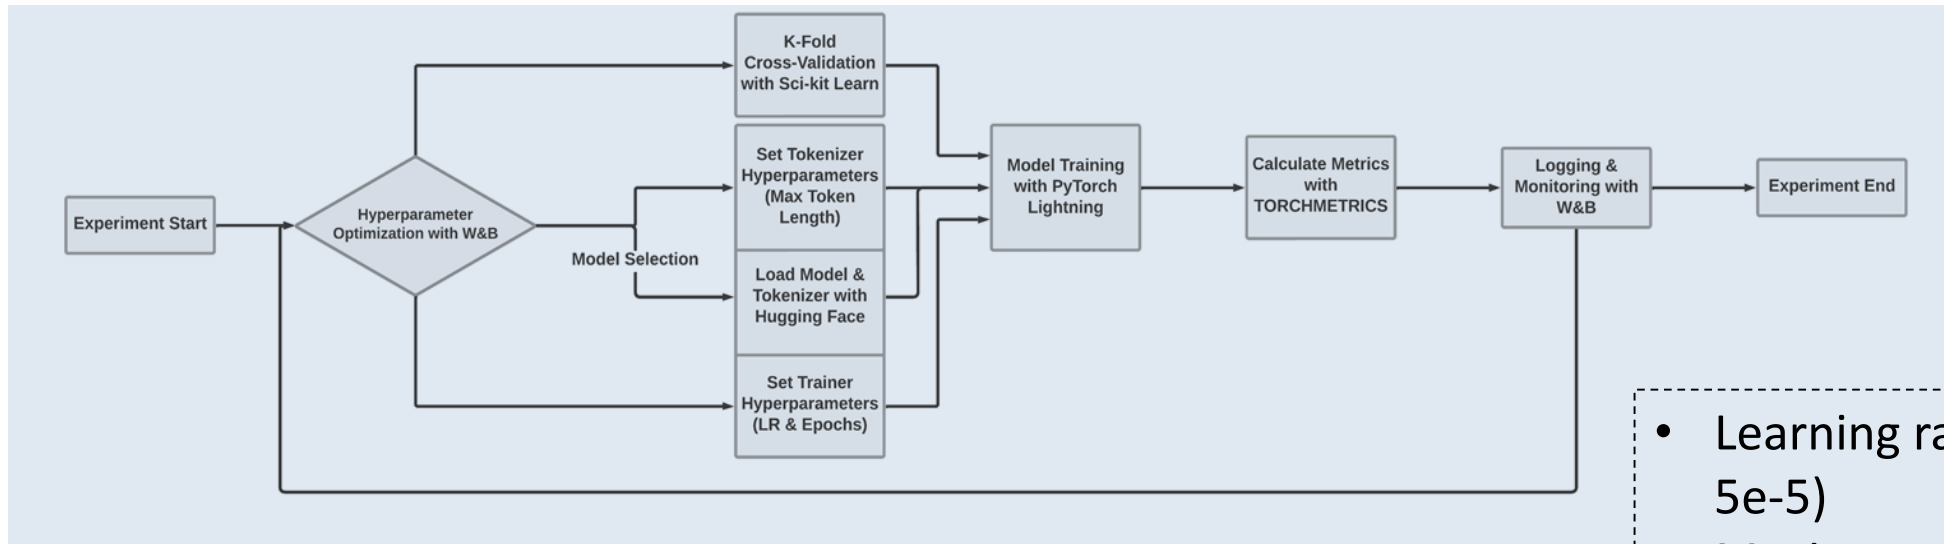 Experiment Start
Hyperparameter
Optimization with W&B
Model Selection
K-Fold
Cross-Validation
with Sci-kit Learn
Set Tokenizer
Hyperparameters
(Max Token
Length)
Load Model &
Tokenizer with
Hugging Face
Set Trainer
Hyperparameters
(LR & Epochs)
Model Training
with PyTorch
Lightning
Calculate Metrics
with
TORCHMETRICS
Logging &
Monitoring with
W&B
Experiment End
• Learning
5e-5)